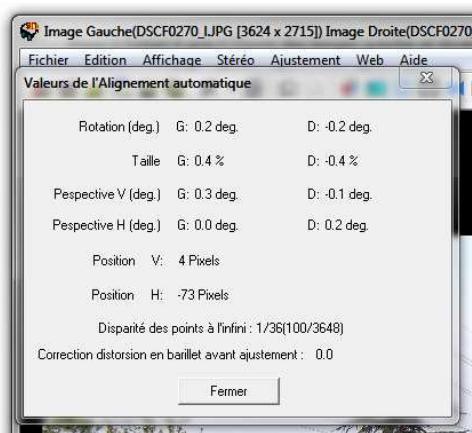 Image Gauche(DSCF0270_l.JPG [3624 x 2715]) Image Droite(DSCF0270
Fichier Edition Affichage Stéréo Ajustement Web Aide
Valeurs de l'Alignement automatique
Rotation (deg.) G: 0.2 deg. D: -0.2 deg.
Taille G: 0.4 % D: -0.4 %
Pespective V (deg.) G: 0.3 deg. D: -0.1 deg.
Pespective H (deg.) G: 0.0 deg. D: 0.2 deg.
Position V: 4 Pixels
Position H: -73 Pixels
Disparité des points à l'infini : 1/36(100/3648)
Correction distorsion en barillet avant ajustement : 0.0
Fermer